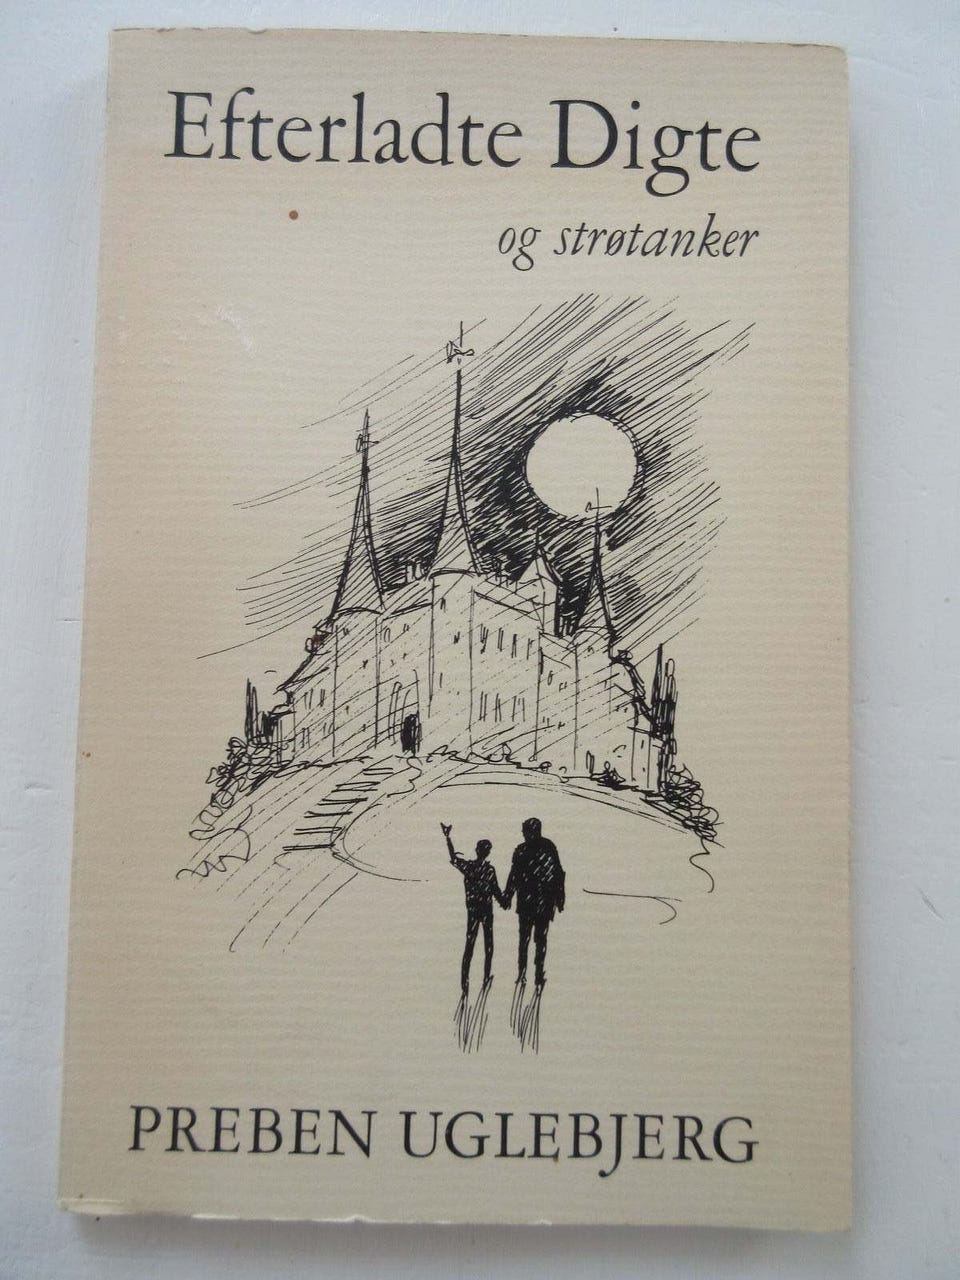 Efterladte Digte
og strøtanker
PREBEN UGLEBJERG